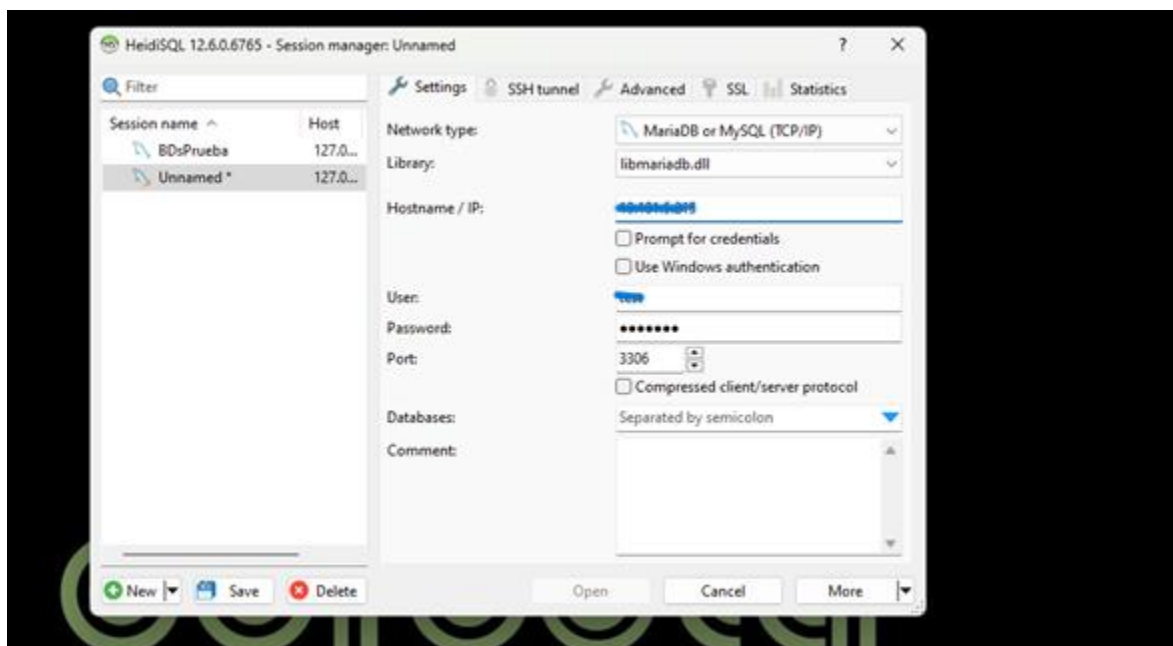 HeidiSQL 12.6.0.6765 - Session manager: Unnamed ?
Filter
Session name Host
BDsPrueba 127.0...
Unnamed * 127.0...
Settings SSH tunnel Advanced SSL Statistics
Network type: MariaDB or MySQL (TCP/IP)
Library: libmariadb.dll
Hostname / IP:
Prompt for credentials
Use Windows authentication
User:
Password: •••••••
Port: 3306
Compressed client/server protocol
Databases: Separated by semicolon
Comment:
New Save Delete Open Cancel More